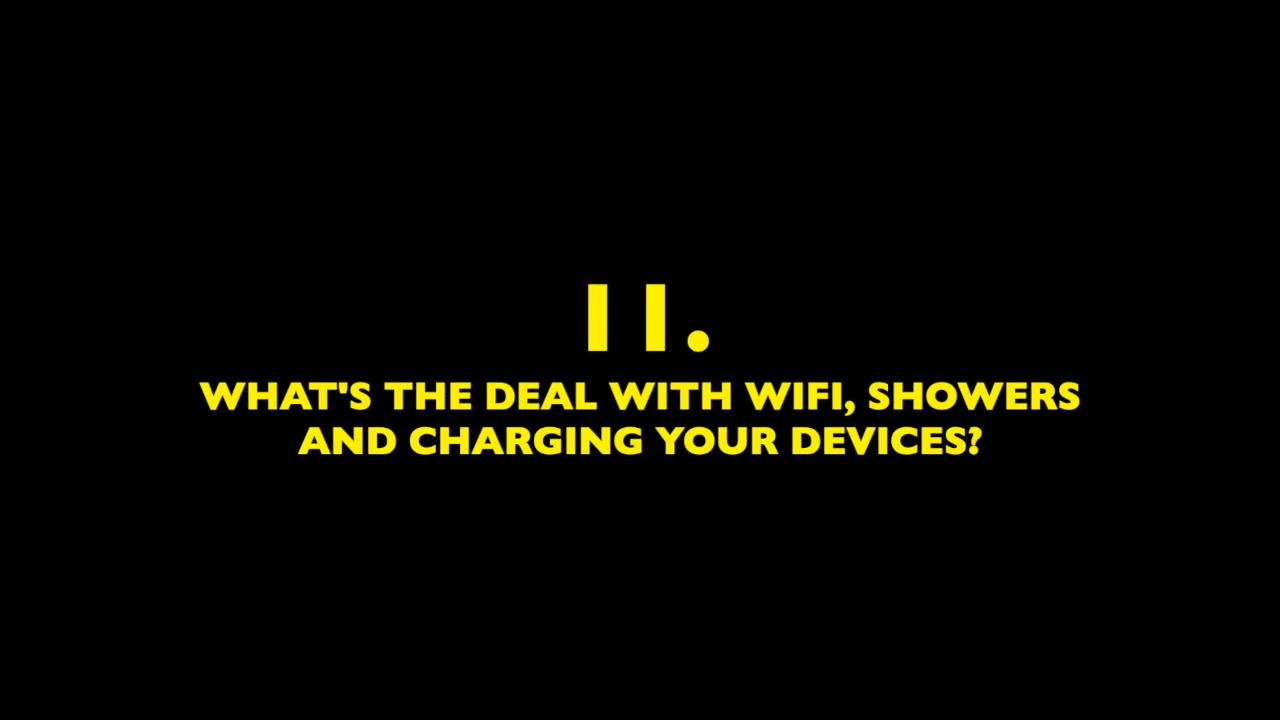 11.
WHAT'S THE DEAL WITH WIFI, SHOWERS
AND CHARGING YOUR DEVICES?